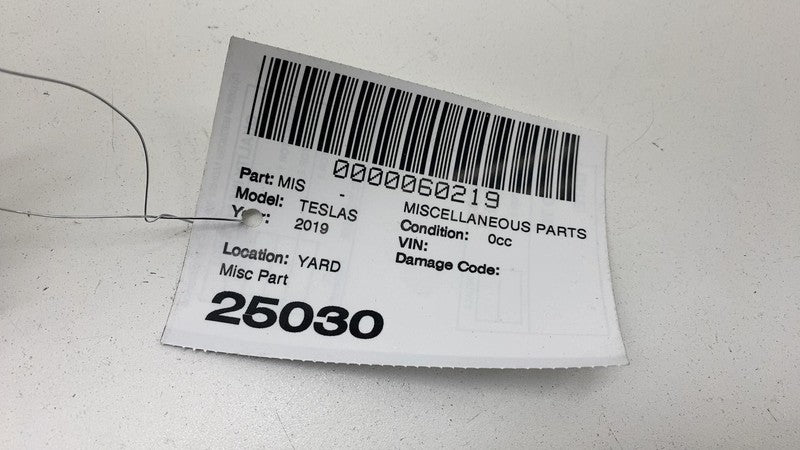 0000060219
Part: MIS - MISCELLANEOUS PARTS
Model: TESLAS Condition: 0cc
2019 VIN:
Damage Code:
Location: YARD
Misc Part
25030